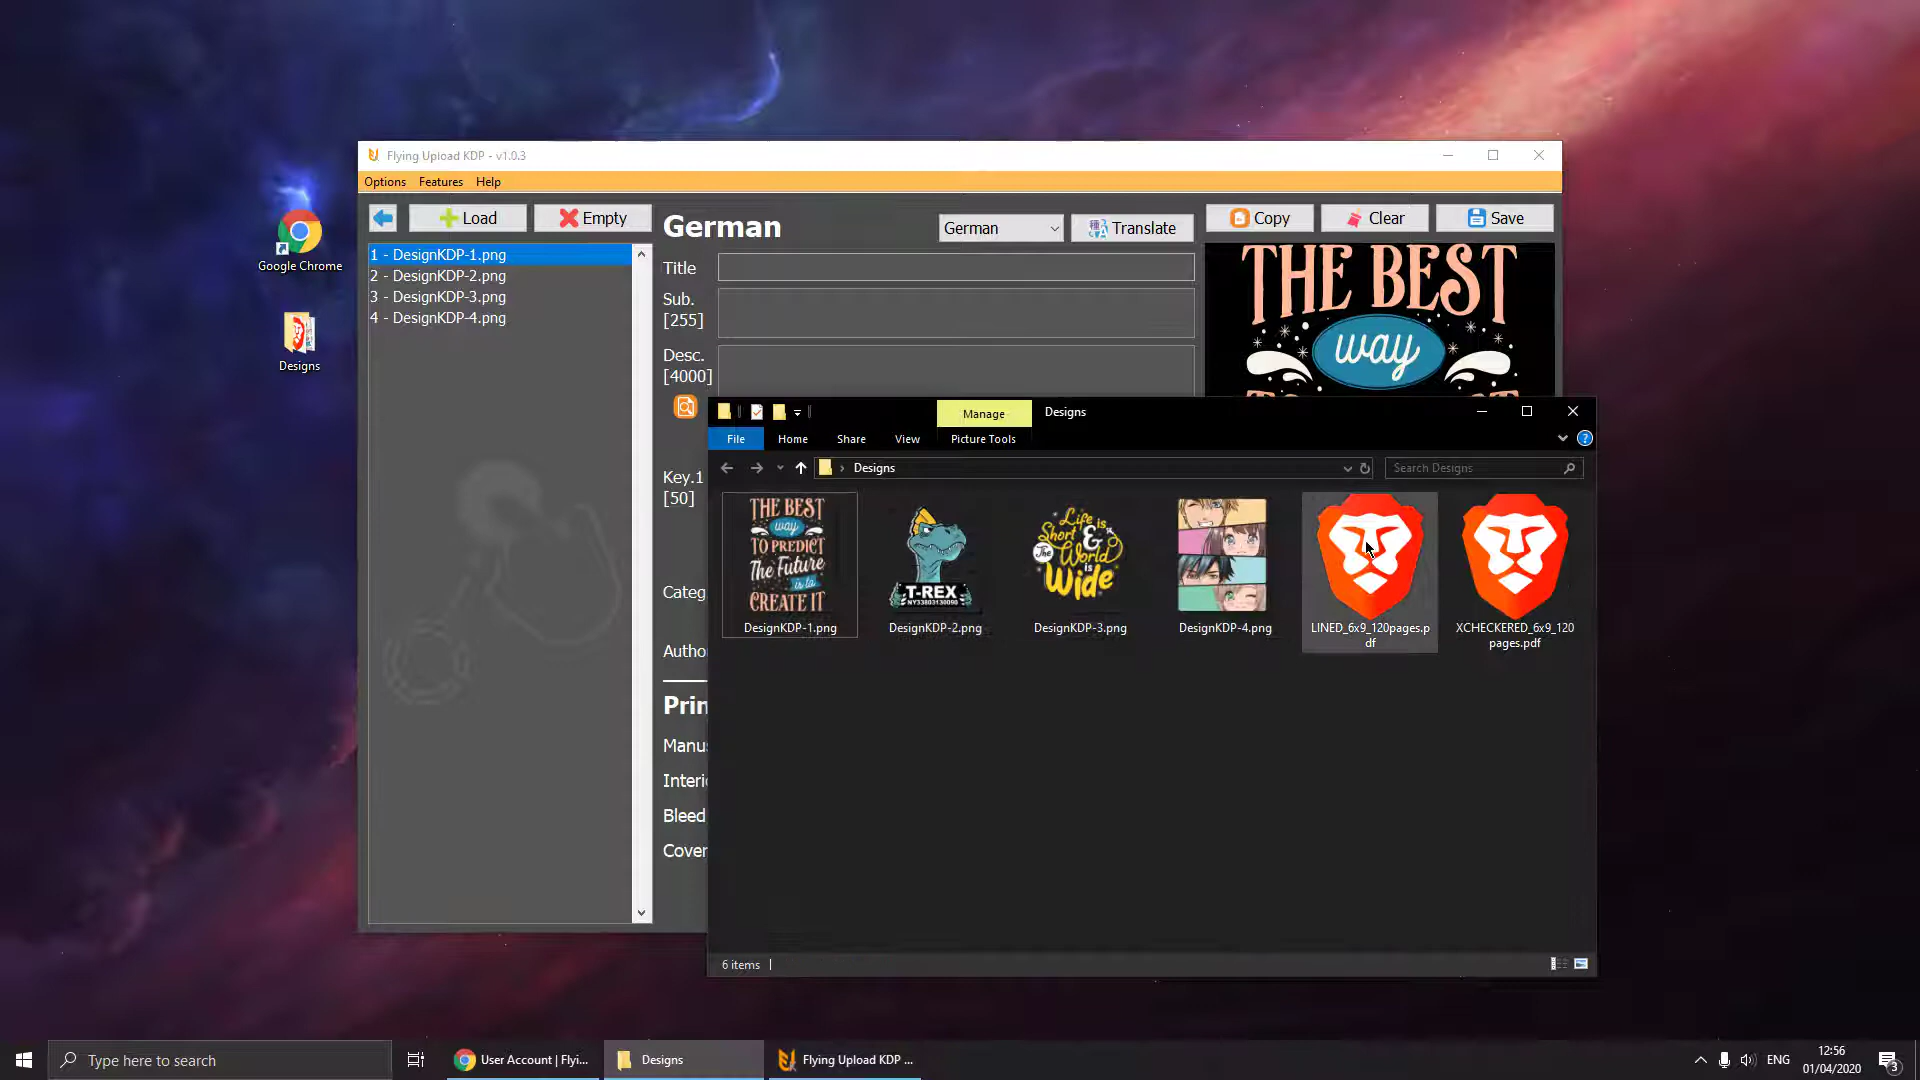 Google Chrome
Designs
Flying Upload KDP - v1.0.3
Options Features Help
Load
Empty
German
German
Translate
Copy
Clear
Save
1 - DesignKDP-1.png
2 - DesignKDP-2.png
3 - DesignKDP-3.png
4 - DesignKDP-4.png
Title
Sub.
[255]
Desc.
[4000]
Key.1
[50]
Categ
Autho
Prin
Manu
Interi
Bleed
Cover
THE BEST
way
Manage
Designs
File Home Share View Picture Tools
Designs
Search Designs
THE BEST
way
TO PREDICT
The Future
is to
CREATE IT
DesignKDP-1.png
T-REX
NY33803130090
DesignKDP-2.png
Life is
Short &
The World
is
Wide
DesignKDP-3.png
DesignKDP-4.png
LINED_6x9_120pages.p
df
XCHECKERED_6x9_120
pages.pdf
6 items
Type here to search
User Account | Flyi...
Designs
Flying Upload KDP ...
ENG
12:56
01/04/2020
3